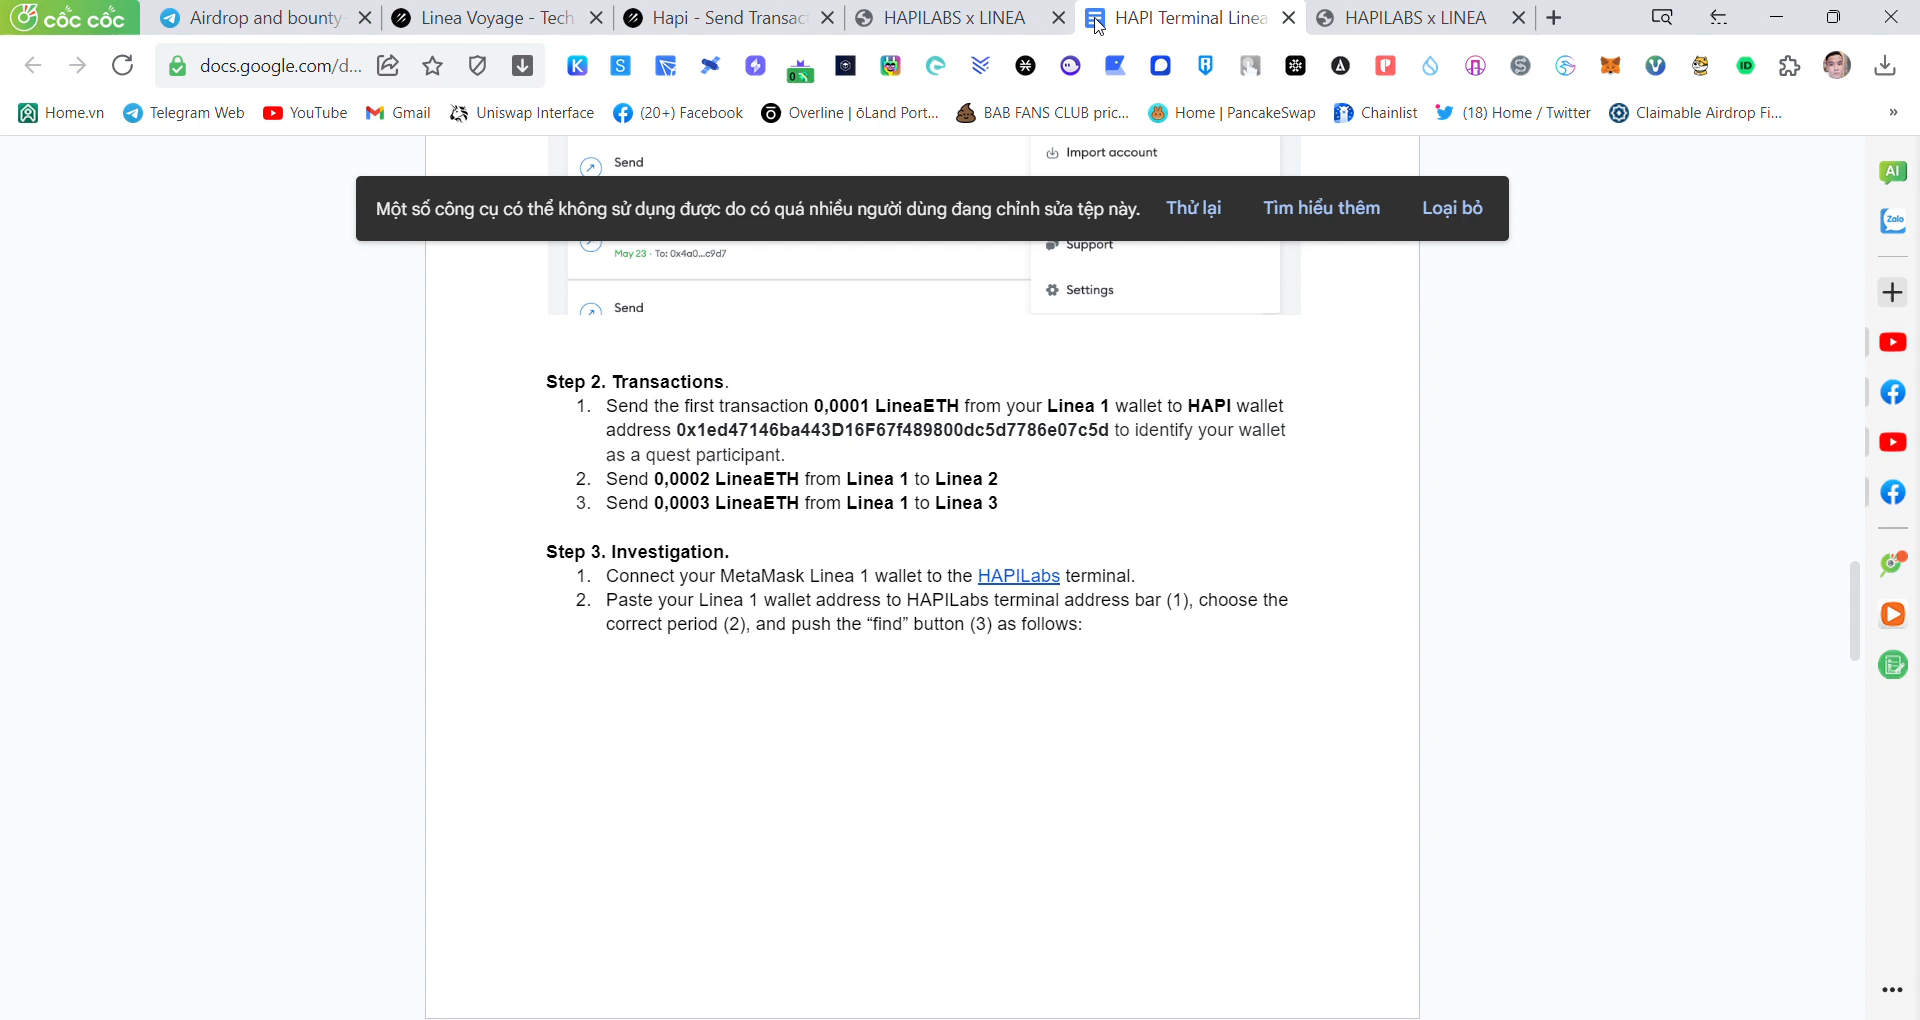 cốc cốc
Airdrop and bounty
Linea Voyage - Tech
Hapi - Send Transac
HAPILABS x LINEA
HAPI Terminal Linea
HAPILABS x LINEA
docs.google.com/d...
Home.vn
Telegram Web
YouTube
Gmail
Uniswap Interface
(20+) Facebook
Overline | ōLand Port...
BAB FANS CLUB pric...
Home | PancakeSwap
Chainlist
(18) Home / Twitter
Claimable Airdrop Fi...
»
Send
Import account
Một số công cụ có thể không sử dụng được do có quá nhiều người dùng đang chỉnh sửa tệp này. Thử lại Tìm hiểu thêm Loại bỏ
Support
May 23 · To: 0x4a0...c9d7
Settings
Send
Step 2. Transactions.
1. Send the first transaction 0,0001 LineaETH from your Linea 1 wallet to HAPI wallet
address 0x1ed47146ba443D16F67f489800dc5d7786e07c5d to identify your wallet
as a quest participant.
2. Send 0,0002 LineaETH from Linea 1 to Linea 2
3. Send 0,0003 LineaETH from Linea 1 to Linea 3
Step 3. Investigation.
1. Connect your MetaMask Linea 1 wallet to the HAPILabs terminal.
2. Paste your Linea 1 wallet address to HAPILabs terminal address bar (1), choose the
correct period (2), and push the “find” button (3) as follows:
AI
Zalo